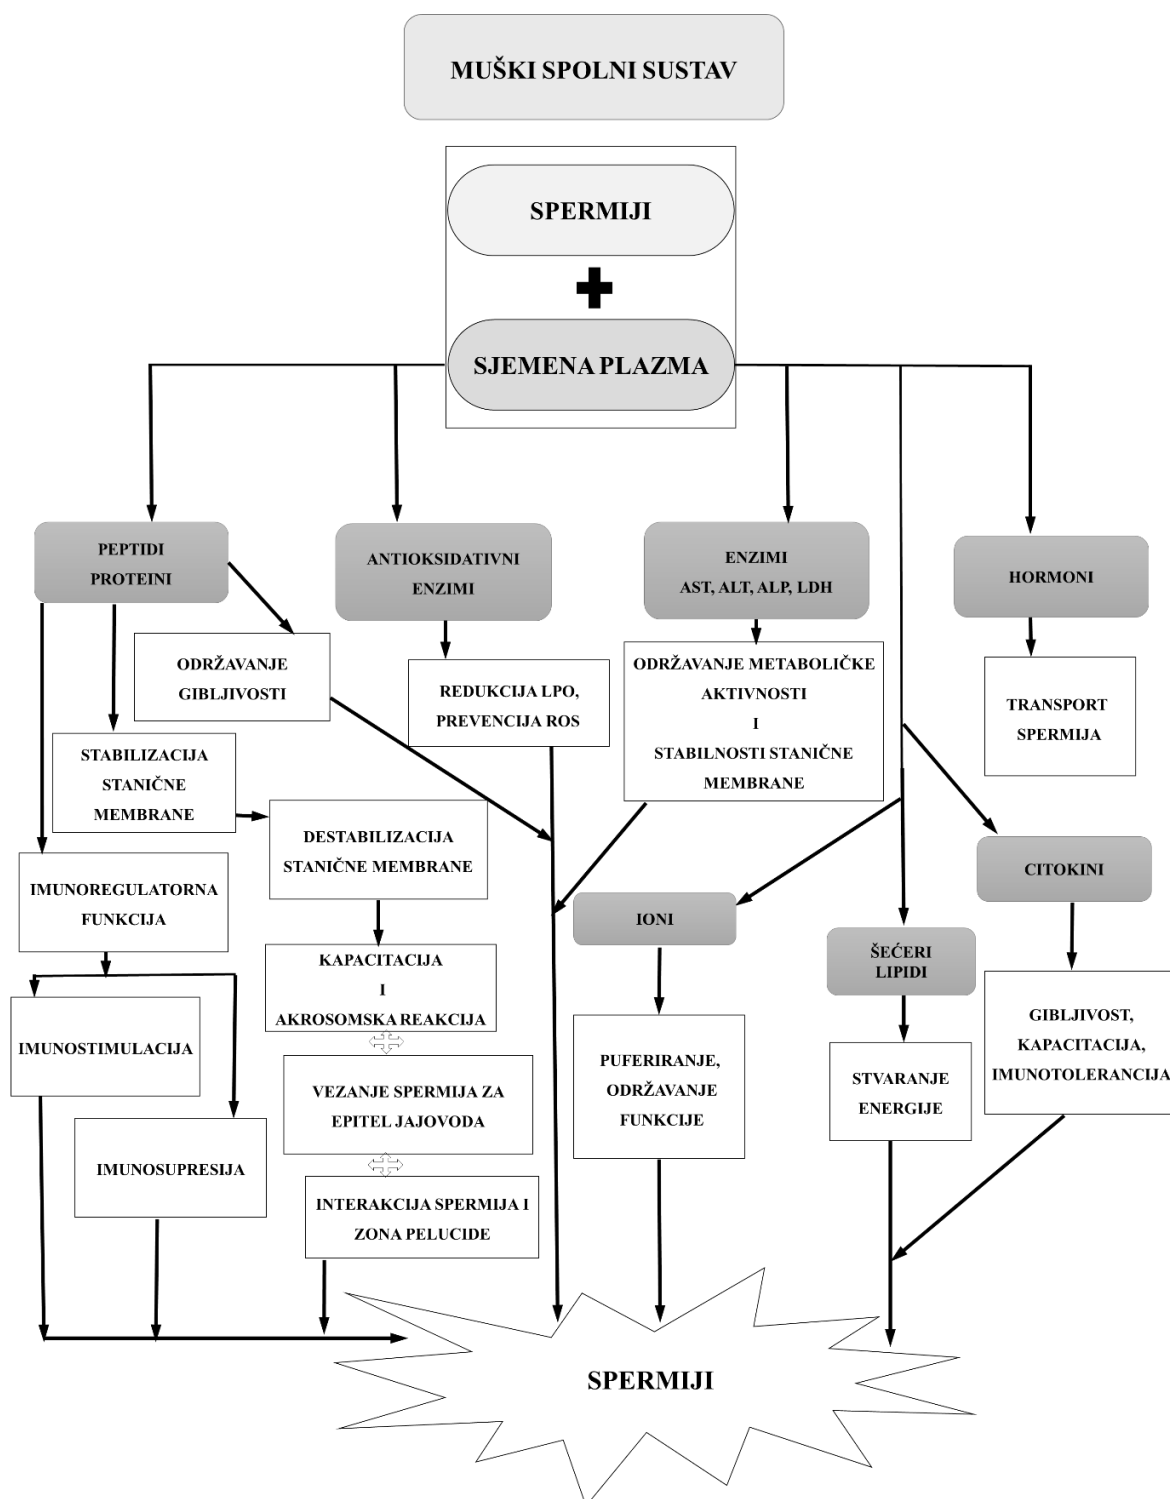 MUŠKI SPOLNI SUSTAV
SPERMIJI
SJEMENA PLAZMA
PEPTIDI
PROTEINI
ANTIOKSIDATIVNI
ENZIMI
ENZIMI
AST, ALT, ALP, LDH
HORMONI
ODRŽAVANJE
GIBLJIVOSTI
REDUKCIJA LPO,
PREVENCIJA ROS
ODRŽAVANJE METABOLIČKE
AKTIVNOSTI
I
STABILNOSTI STANIČNE
MEMBRANE
TRANSPORT
SPERMIJA
STABILIZACIJA
STANIČNE
MEMBRANE
DESTABILIZACIJA
STANIČNE MEMBRANE
CITOKINI
IMUNOREGULATORNA
FUNKCIJA
IONI
ŠEĆERI
LIPIDI
KAPACITACIJA
I
AKROSOMSKA REAKCIJA
IMUNOSTIMULACIJA
PUFERIRANJE,
ODRŽAVANJE
FUNKCIJE
STVARANJE
ENERGIJE
GIBLJIVOST,
KAPACITACIJA,
IMUNOTOLERANCIJA
VEZANJE SPERMIJA ZA
EPITEL JAJOVODA
IMUNOSUPRESIJA
INTERAKCIJA SPERMIJA I
ZONA PELUCIDE
SPERMIJI